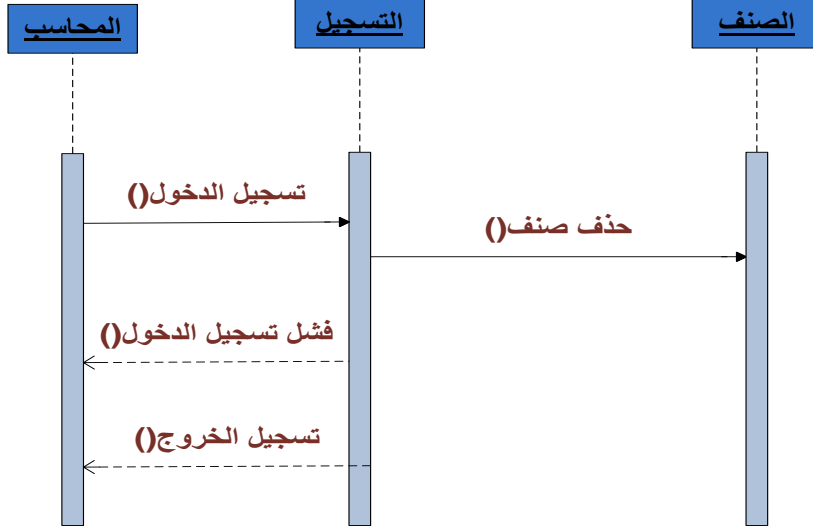 المحاسب
التسجيل
الصنف
تسجيل الدخول()
حذف صنف()
فشل تسجيل الدخول()
تسجيل الخروج()